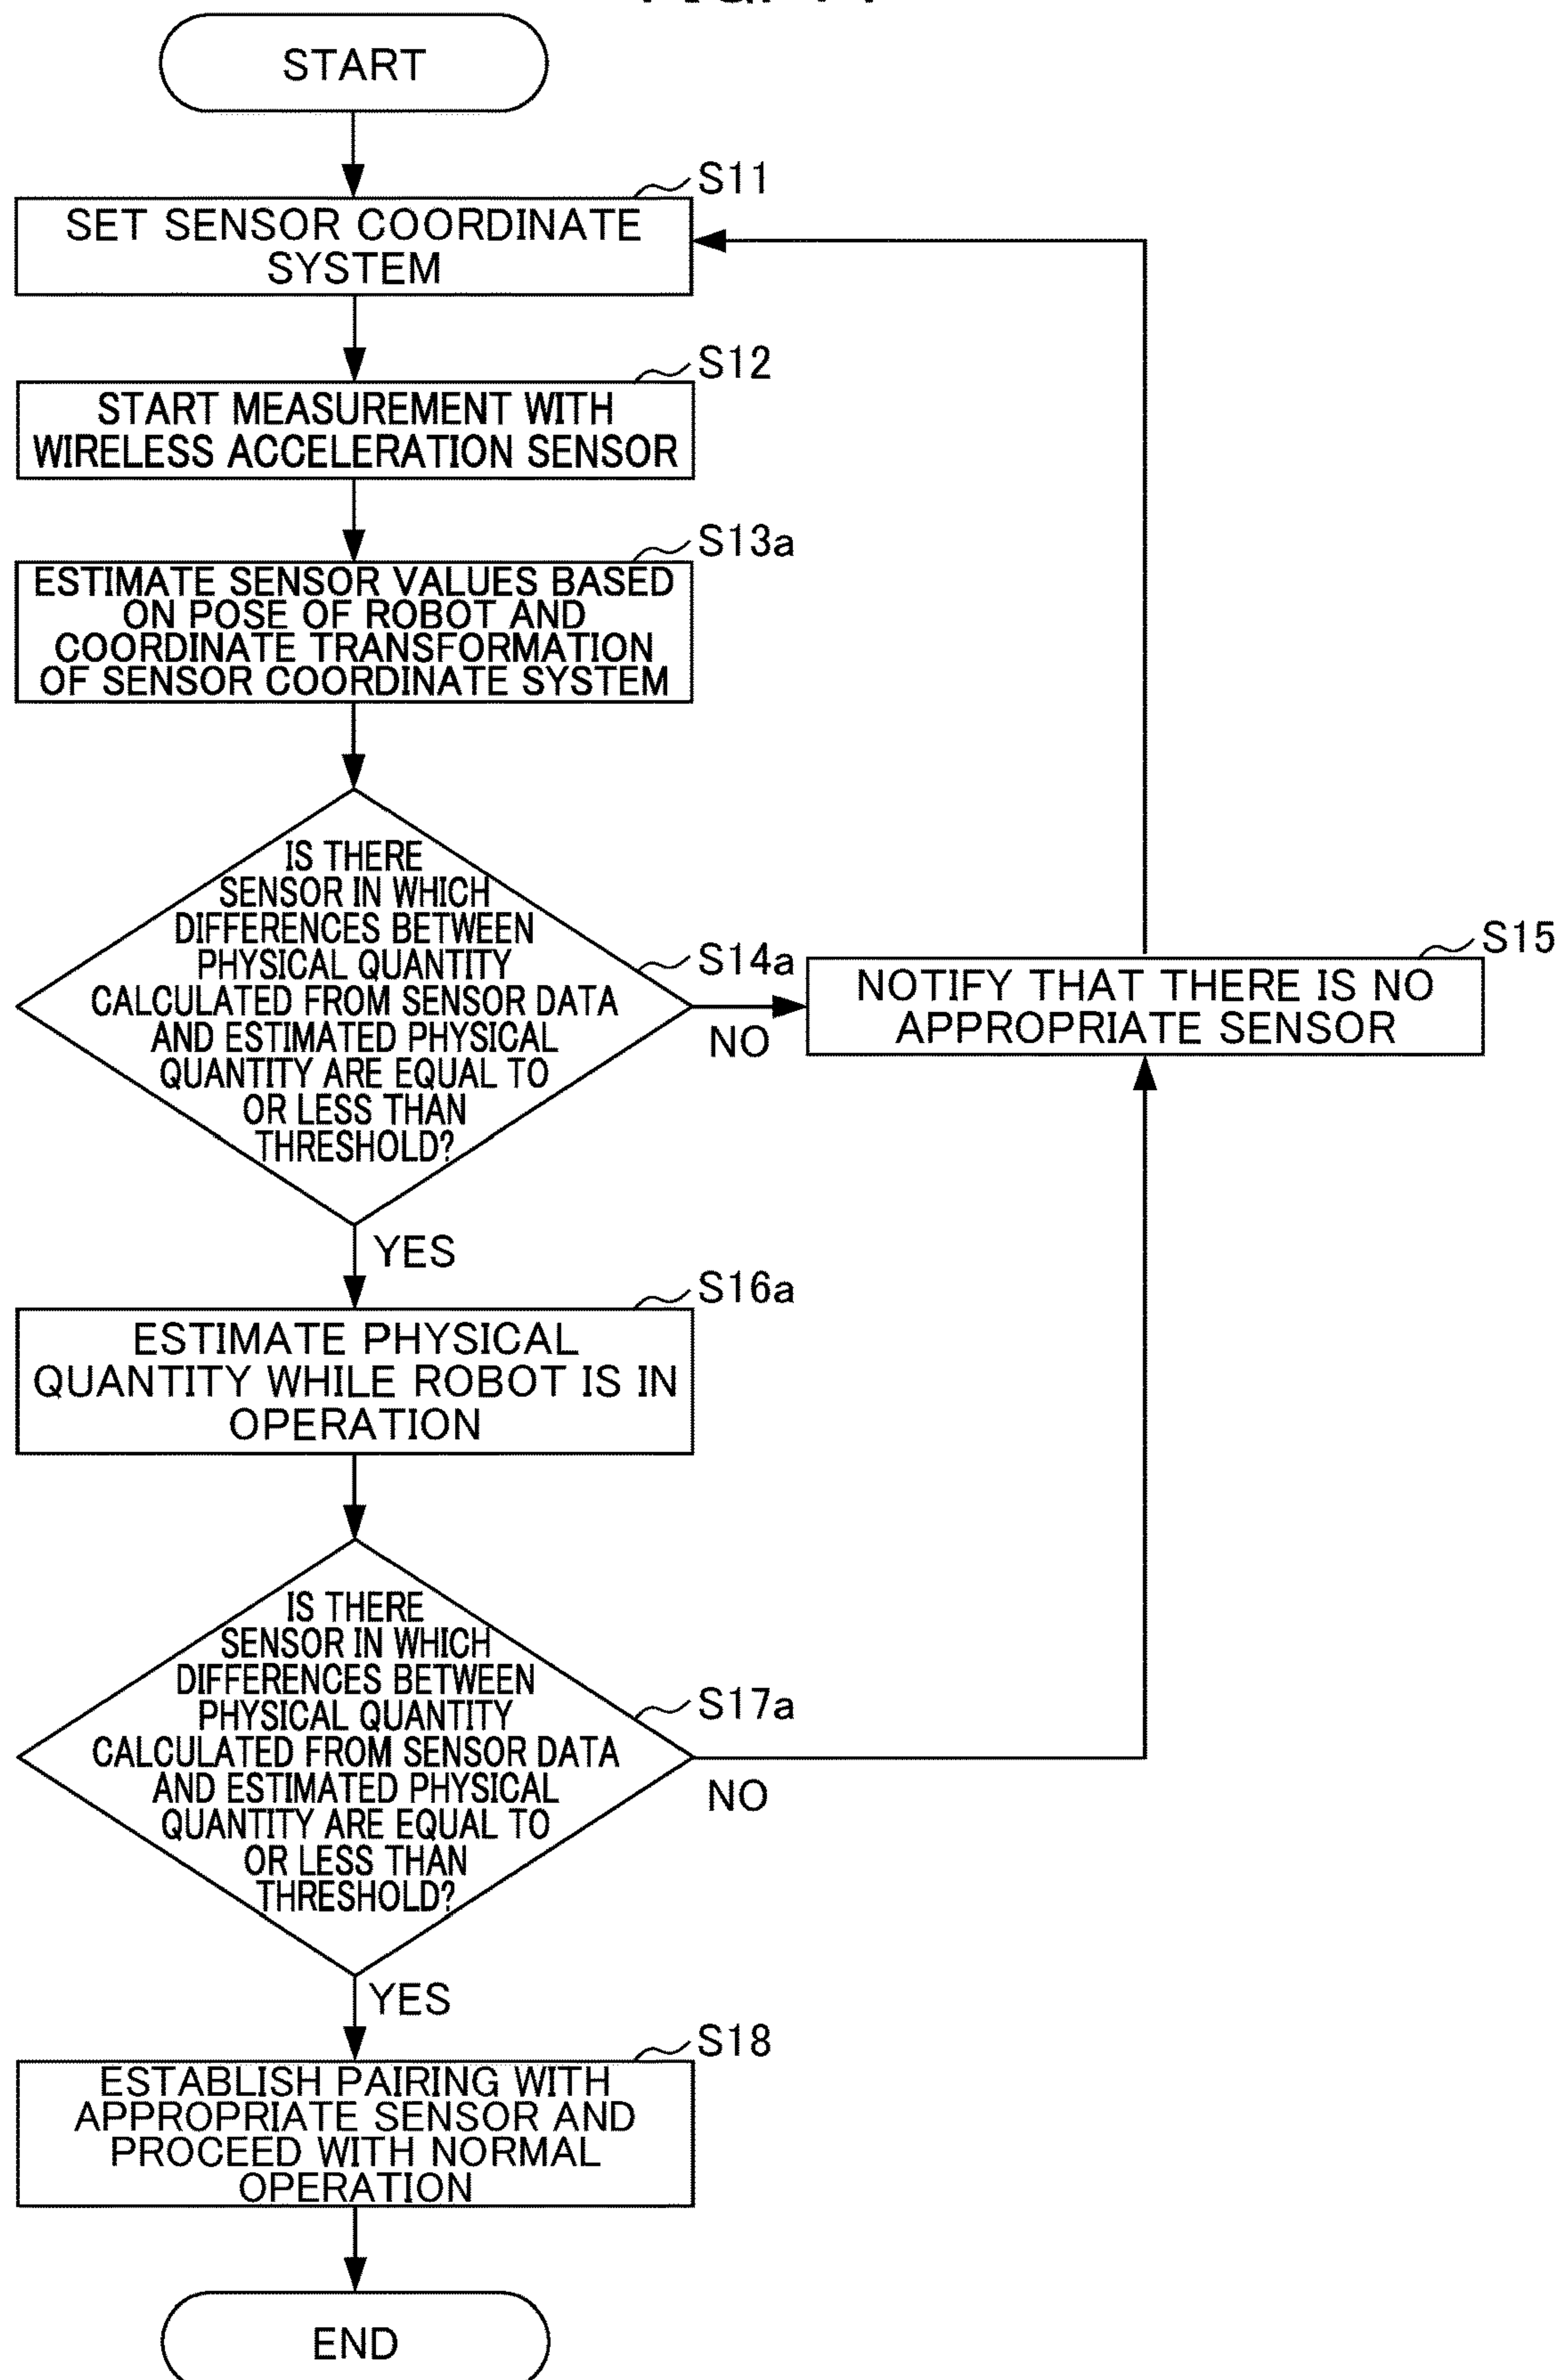 START
S11
SET SENSOR COORDINATE
SYSTEM
S12
START MEASUREMENT WITH
WIRELESS ACCELERATION SENSOR
S13a
ESTIMATE SENSOR VALUES BASED
ON POSE OF ROBOT AND
COORDINATE TRANSFORMATION
OF SENSOR COORDINATE SYSTEM
IS THERE
SENSOR IN WHICH
DIFFERENCES BETWEEN
PHYSICAL QUANTITY
CALCULATED FROM SENSOR DATA
AND ESTIMATED PHYSICAL
QUANTITY ARE EQUAL TO
OR LESS THAN
THRESHOLD?
S14a
NO
S15
NOTIFY THAT THERE IS NO
APPROPRIATE SENSOR
YES
S16a
ESTIMATE PHYSICAL
QUANTITY WHILE ROBOT IS IN
OPERATION
IS THERE
SENSOR IN WHICH
DIFFERENCES BETWEEN
PHYSICAL QUANTITY
CALCULATED FROM SENSOR DATA
AND ESTIMATED PHYSICAL
QUANTITY ARE EQUAL TO
OR LESS THAN
THRESHOLD?
S17a
NO
YES
S18
ESTABLISH PAIRING WITH
APPROPRIATE SENSOR AND
PROCEED WITH NORMAL
OPERATION
END